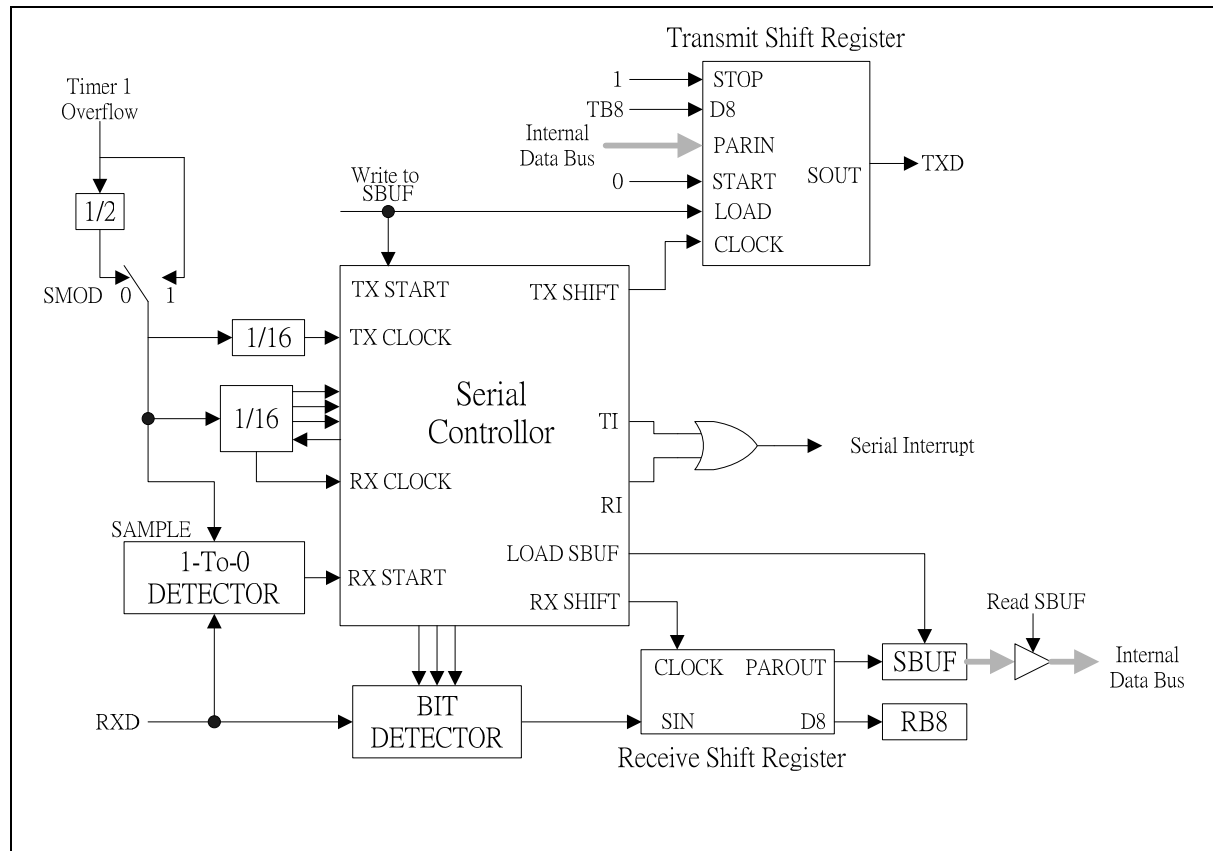 Transmit Shift Register
Timer 1
Overflow
1/2
SMOD 0 1
1
TB8
Internal
Data Bus
0
STOP
D8
PARIN
START
LOAD
CLOCK
SOUT
TXD
Write to
SBUF
TX START
TX SHIFT
1/16
TX CLOCK
1/16
Serial
Controllor
TI
Serial Interrupt
RX CLOCK
RI
SAMPLE
1-To-0
DETECTOR
LOAD SBUF
RX START
RX SHIFT
Read SBUF
CLOCK PAROUT
SBUF
Internal
Data Bus
RXD
BIT
DETECTOR
SIN D8
RB8
Receive Shift Register